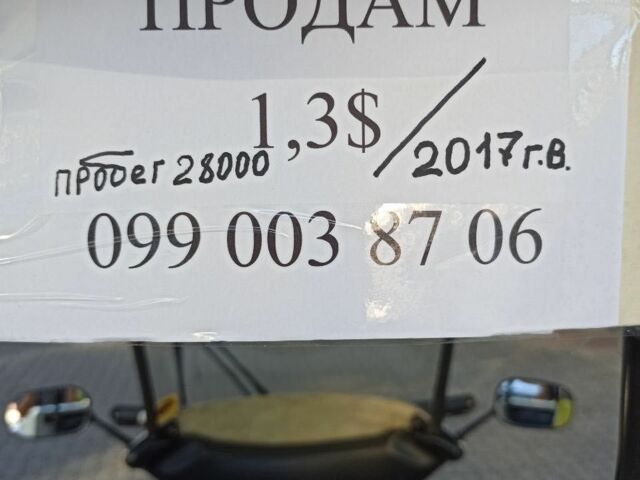 ПРОДАМ
1,3$/2017г.в.
пробег 28000
099 003 87 06